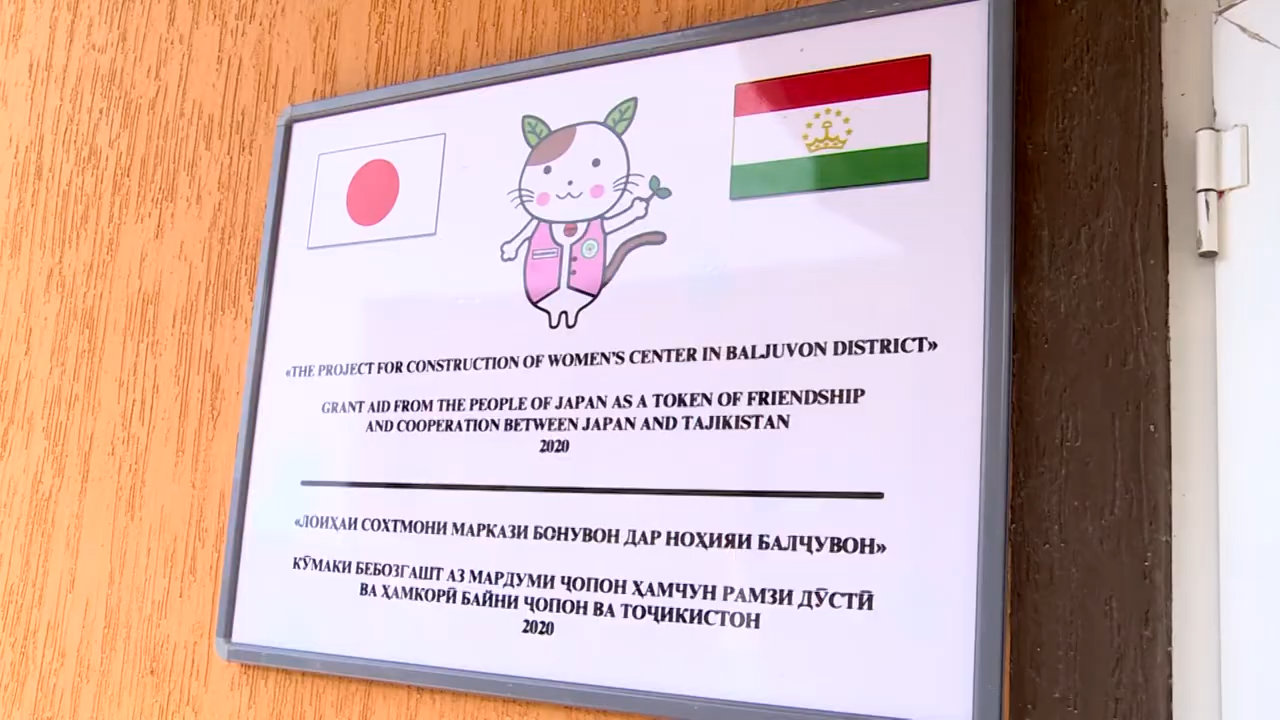 «THE PROJECT FOR CONSTRUCTION OF WOMEN'S CENTER IN BALJUVON DISTRICT»
GRANT AID FROM THE PEOPLE OF JAPAN AS A TOKEN OF FRIENDSHIP
AND COOPERATION BETWEEN JAPAN AND TAJIKISTAN
2020
«ЛОИҲАИ СОХТМОНИ МАРКАЗИ БОНУВОН ДАР НОҲИЯИ БАЛҶУВОН»
КӮМАКИ БЕБОЗГАШТ АЗ МАРДУМИ ҶОПОН ҲАМЧУН РАМЗИ ДӮСТӢ
ВА ҲАМКОРӢ БАЙНИ ҶОПОН ВА ТОҶИКИСТОН
2020